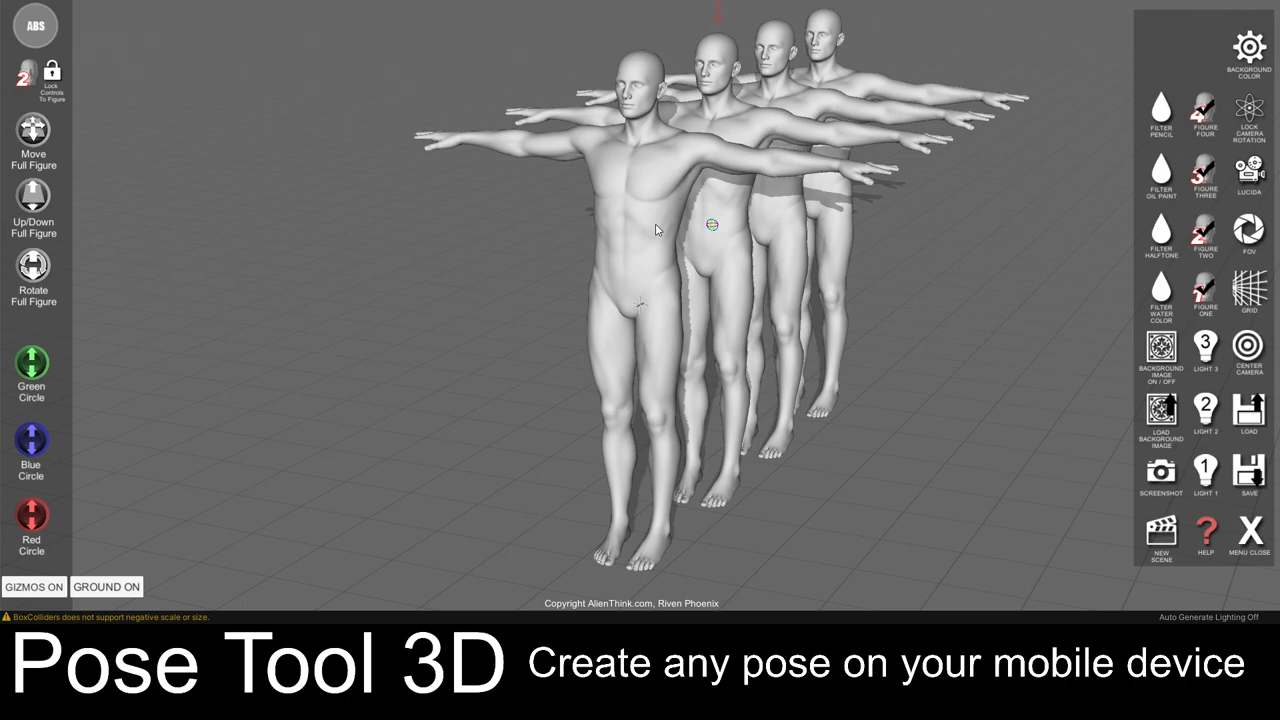 ABS
2
Lock
Controls
To Figure
Move
Full Figure
Up/Down
Full Figure
Rotate
Full Figure
Green
Circle
Blue
Circle
Red
Circle
GIZMOS ON
GROUND ON
BACKGROUND
COLOR
FILTER
PENCIL
4
FIGURE
FOUR
LOCK
CAMERA
ROTATION
FILTER
OIL PAINT
3
FIGURE
THREE
LUCIDA
FILTER
HALFTONE
2
FIGURE
TWO
FOV
FILTER
WATER
COLOR
1
FIGURE
ONE
GRID
BACKGROUND
IMAGE
ON / OFF
3
LIGHT 3
CENTER
CAMERA
LOAD
BACKGROUND
IMAGE
2
LIGHT 2
LOAD
SCREENSHOT
1
LIGHT 1
SAVE
NEW
SCENE
?
HELP
X
MENU CLOSE
Copyright AlienThink.com, Riven Phoenix
BoxColliders does not support negative scale or size.
Auto Generate Lighting Off
Pose Tool 3D
Create any pose on your mobile device